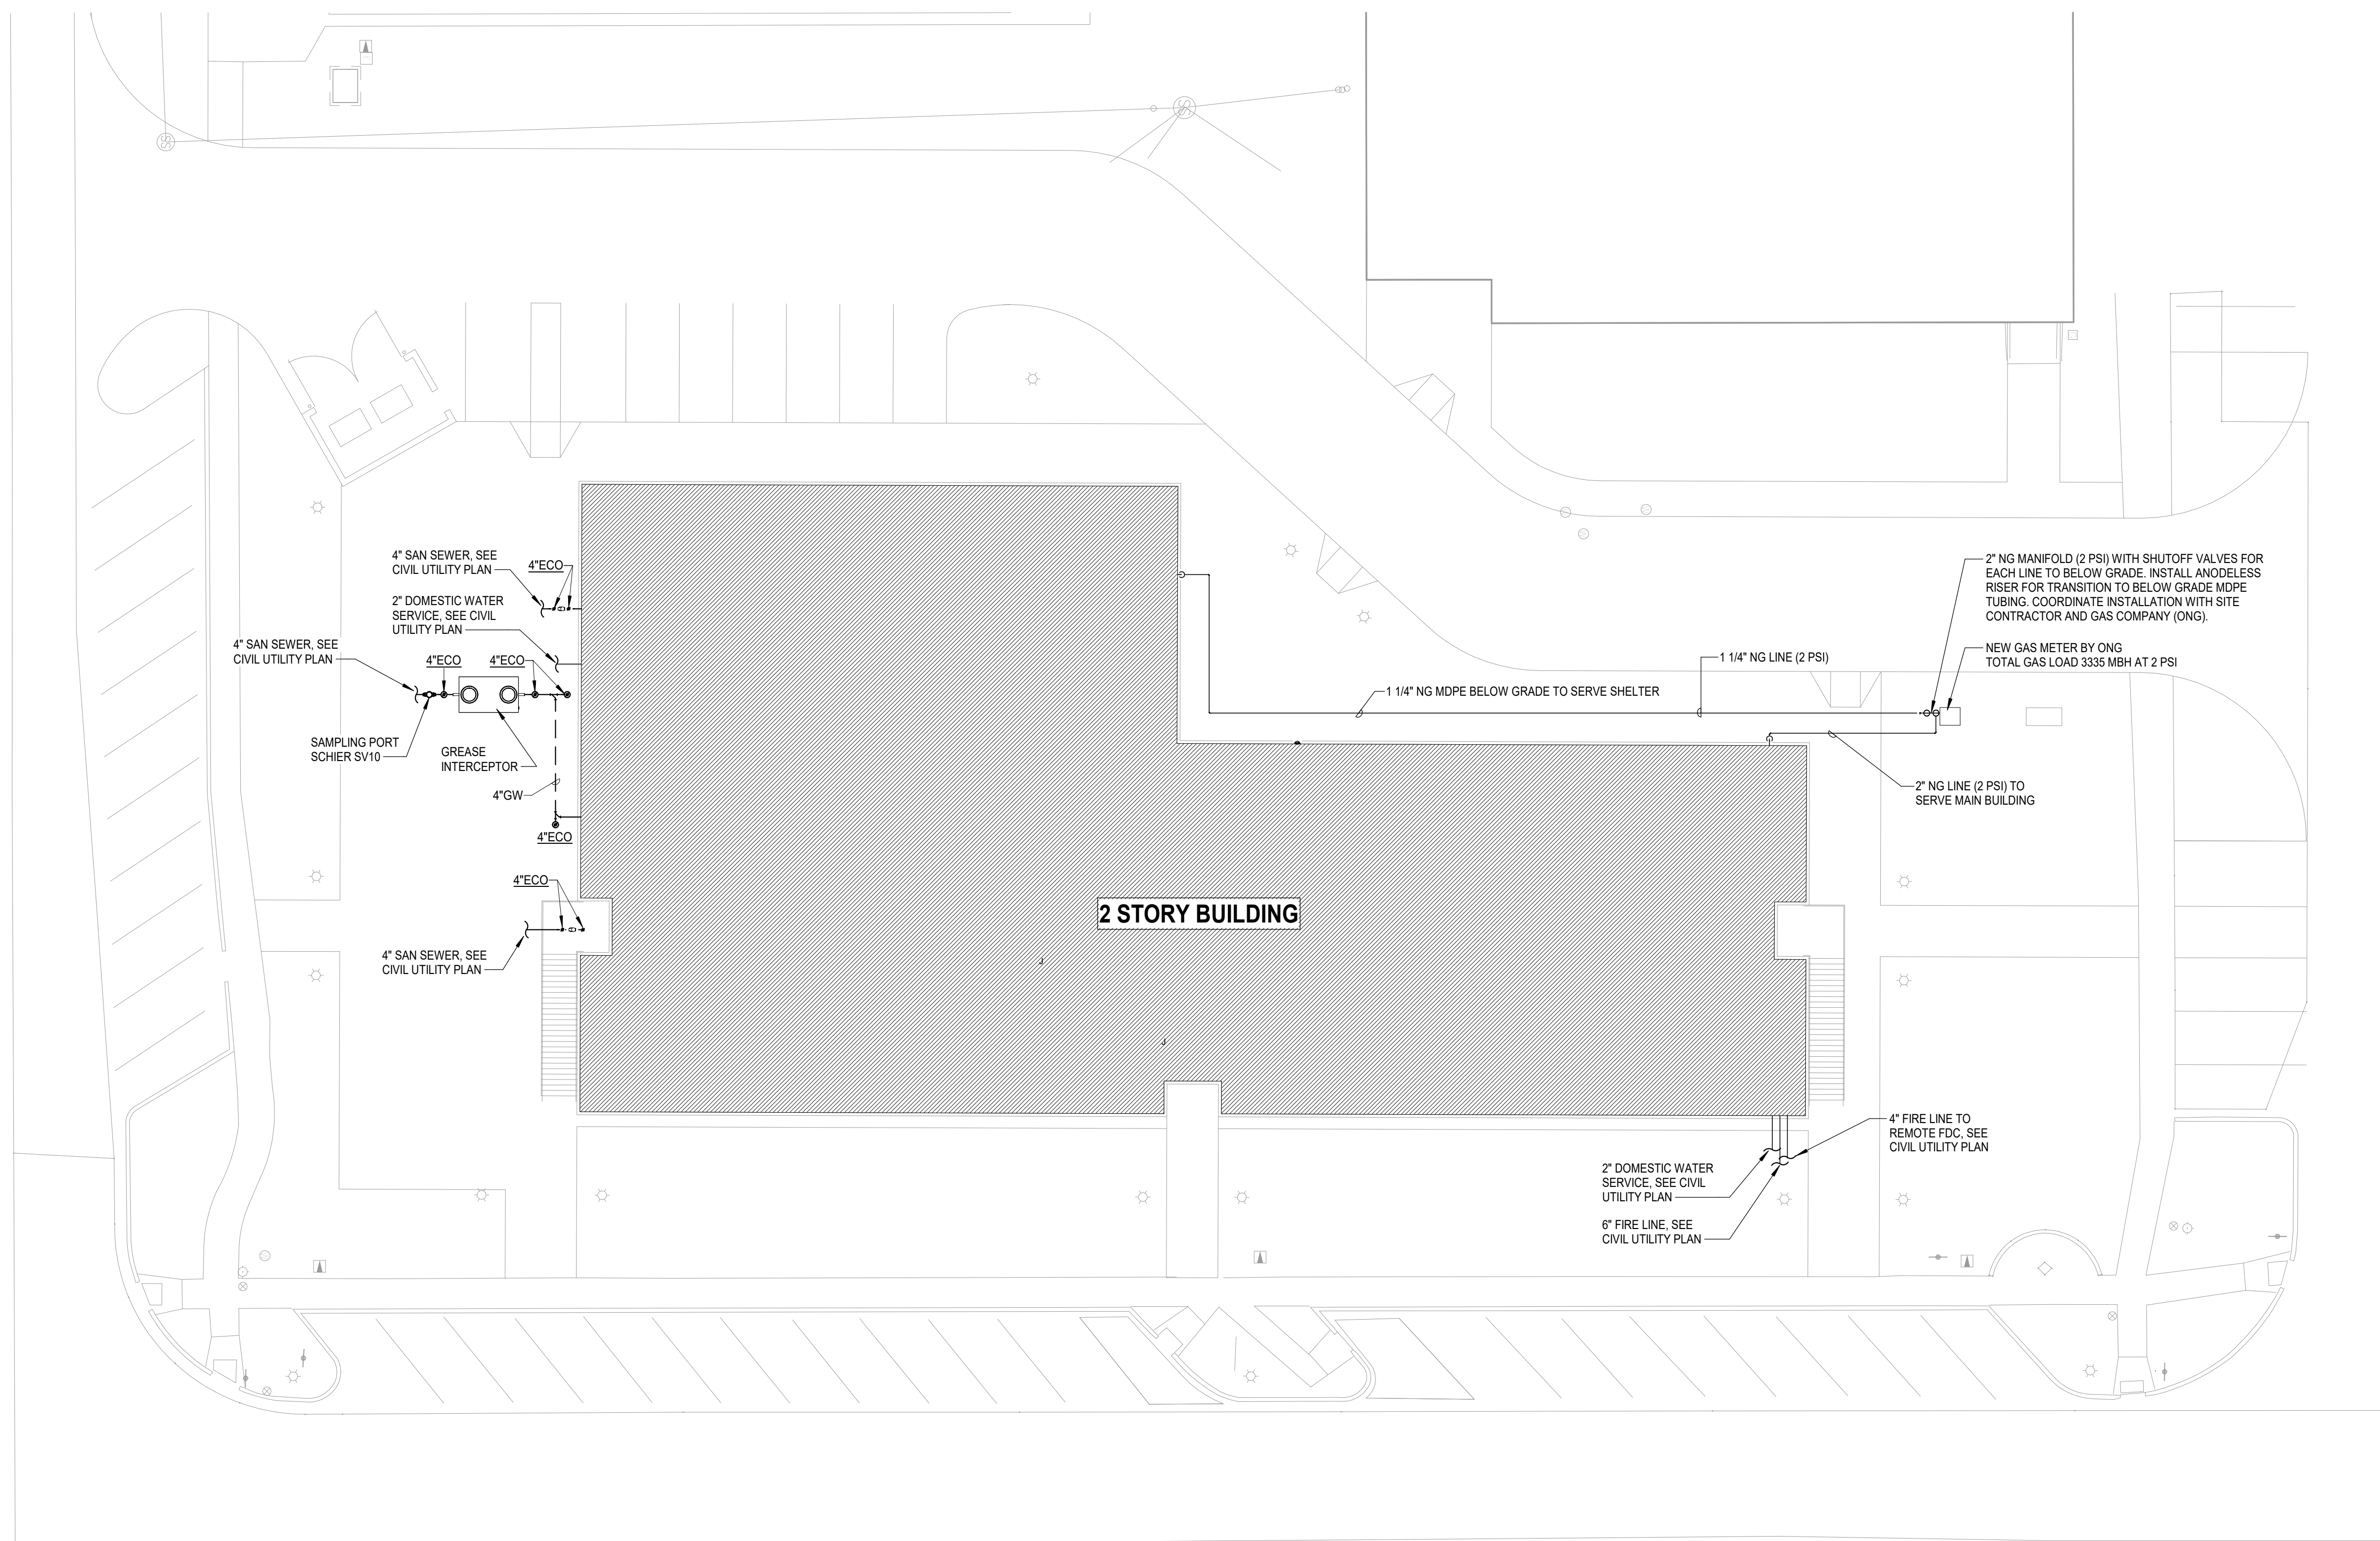 S
S
4" SAN SEWER, SEE
CIVIL UTILITY PLAN
4"ECO
2" DOMESTIC WATER
SERVICE, SEE CIVIL
UTILITY PLAN
4" SAN SEWER, SEE
CIVIL UTILITY PLAN
4"ECO
4"ECO
SAMPLING PORT
SCHIER SV10
GREASE
INTERCEPTOR
4"GW
4"ECO
4"ECO
4" SAN SEWER, SEE
CIVIL UTILITY PLAN
2 STORY BUILDING
1 1/4" NG MDPE BELOW GRADE TO SERVE SHELTER
1 1/4" NG LINE (2 PSI)
2" NG MANIFOLD (2 PSI) WITH SHUTOFF VALVES FOR
EACH LINE TO BELOW GRADE. INSTALL ANODELESS
RISER FOR TRANSITION TO BELOW GRADE MDPE
TUBING. COORDINATE INSTALLATION WITH SITE
CONTRACTOR AND GAS COMPANY (ONG).
NEW GAS METER BY ONG
TOTAL GAS LOAD 3335 MBH AT 2 PSI
2" NG LINE (2 PSI) TO
SERVE MAIN BUILDING
4" FIRE LINE TO
REMOTE FDC, SEE
CIVIL UTILITY PLAN
2" DOMESTIC WATER
SERVICE, SEE CIVIL
UTILITY PLAN
6" FIRE LINE, SEE
CIVIL UTILITY PLAN